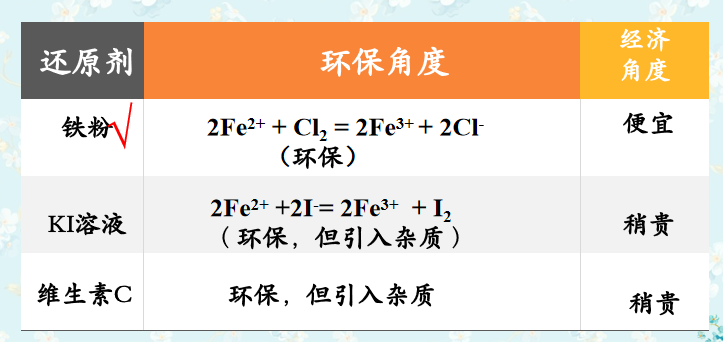 还原剂 环保角度 经济角度
铁粉√ 2Fe²⁺ + Cl₂ = 2Fe³⁺ + 2Cl⁻ 便宜
（环保）
KI溶液 2Fe²⁺ +2I⁻= 2Fe³⁺ + I₂ 稍贵
（环保，但引入杂质）
维生素C 环保，但引入杂质 稍贵